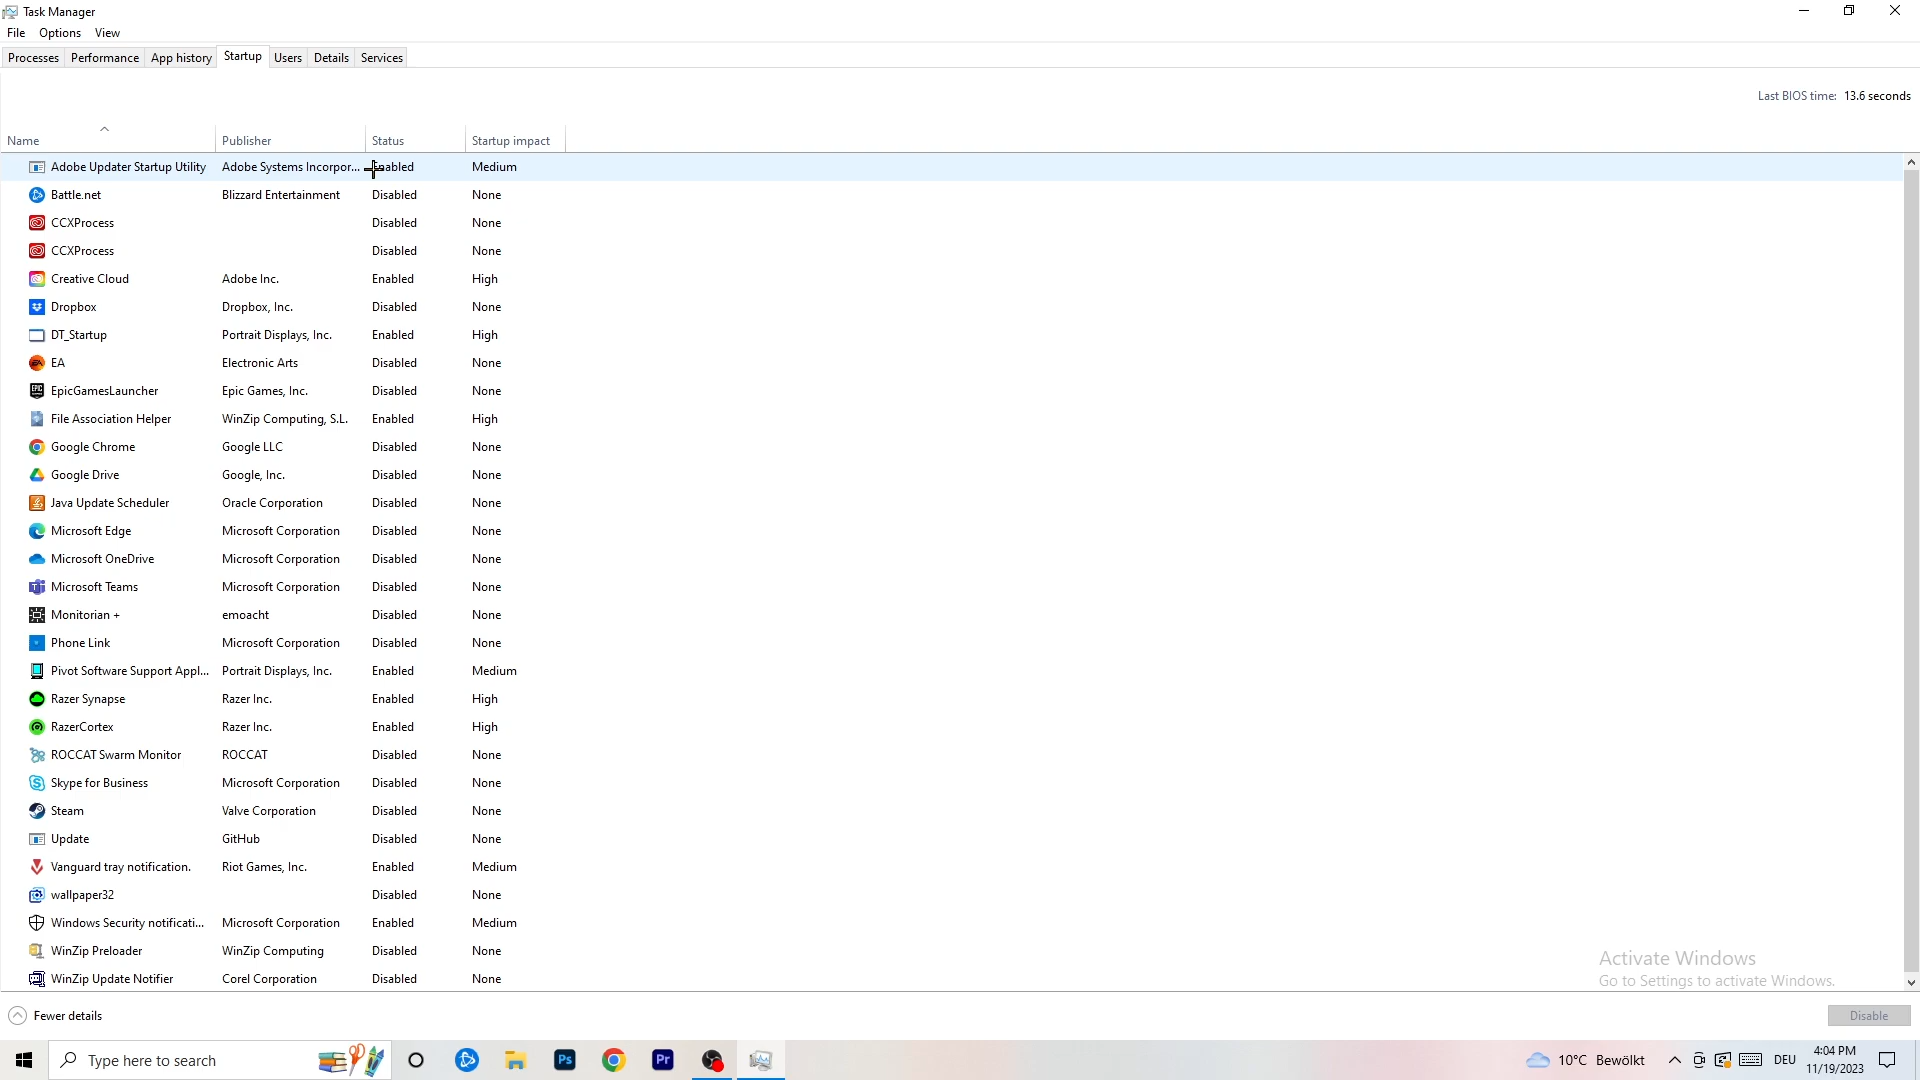 Task Manager
File Options View
Processes Performance App history Startup Users Details Services
Last BIOS time: 13.6 seconds
Name Publisher Status Startup impact
Adobe Updater Startup Utility Adobe Systems Incorpor... Enabled Medium
Battle.net Blizzard Entertainment Disabled None
CCXProcess Disabled None
CCXProcess Disabled None
Creative Cloud Adobe Inc. Enabled High
Dropbox Dropbox, Inc. Disabled None
DT_Startup Portrait Displays, Inc. Enabled High
EA Electronic Arts Disabled None
EpicGamesLauncher Epic Games, Inc. Disabled None
File Association Helper WinZip Computing, S.L. Enabled High
Google Chrome Google LLC Disabled None
Google Drive Google, Inc. Disabled None
Java Update Scheduler Oracle Corporation Disabled None
Microsoft Edge Microsoft Corporation Disabled None
Microsoft OneDrive Microsoft Corporation Disabled None
Microsoft Teams Microsoft Corporation Disabled None
Monitorian + emoacht Disabled None
Phone Link Microsoft Corporation Disabled None
Pivot Software Support Appl... Portrait Displays, Inc. Enabled Medium
Razer Synapse Razer Inc. Enabled High
RazerCortex Razer Inc. Enabled High
ROCCAT Swarm Monitor ROCCAT Disabled None
Skype for Business Microsoft Corporation Disabled None
Steam Valve Corporation Disabled None
Update GitHub Disabled None
Vanguard tray notification. Riot Games, Inc. Enabled Medium
wallpaper32 Disabled None
Windows Security notificati... Microsoft Corporation Enabled Medium
WinZip Preloader WinZip Computing Disabled None
WinZip Update Notifier Corel Corporation Disabled None
Activate Windows
Go to Settings to activate Windows.
Fewer details Disable
Type here to search Ps Pr 10°C Bewölkt DEU 4:04 PM
11/19/2023